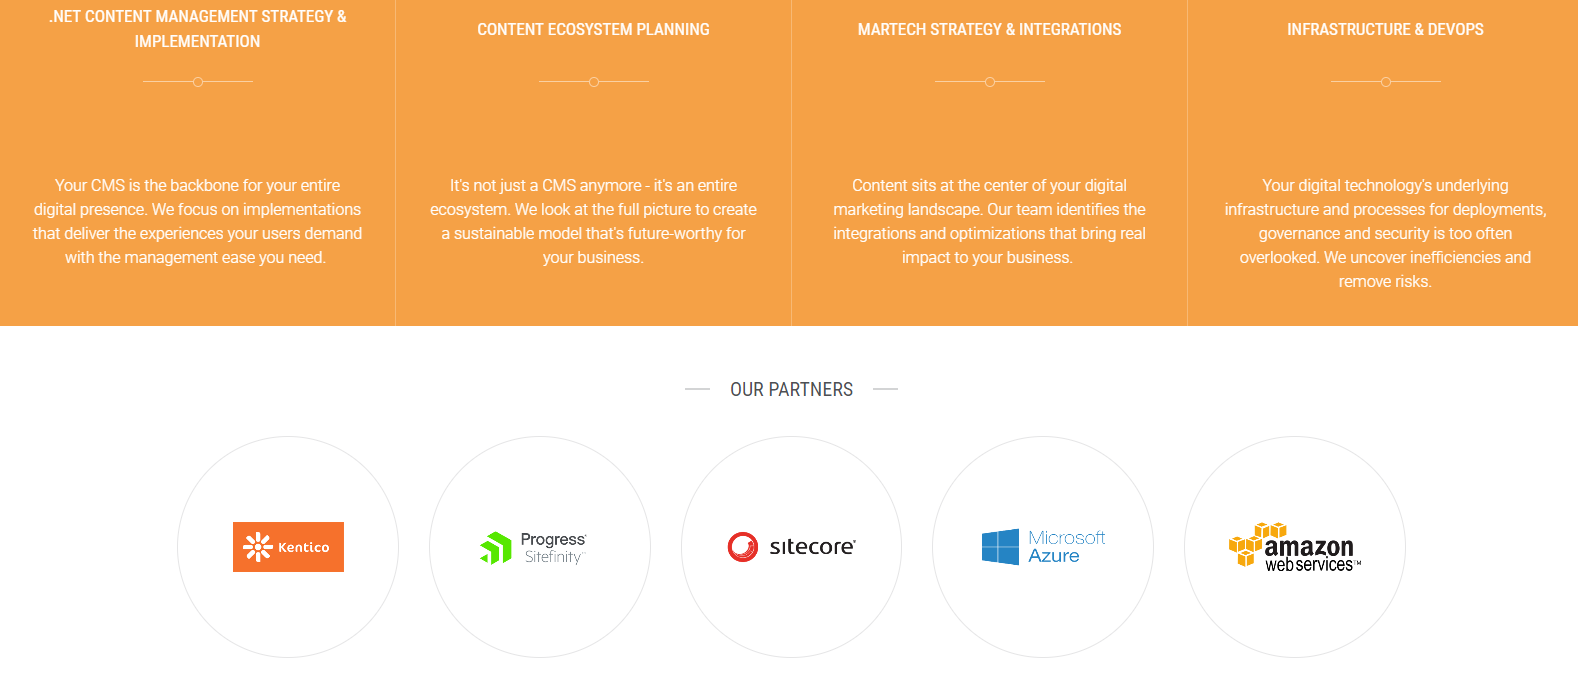 .NET CONTENT MANAGEMENT STRATEGY &
IMPLEMENTATION
Your CMS is the backbone for your entire
digital presence. We focus on implementations
that deliver the experiences your users demand
with the management ease you need.
CONTENT ECOSYSTEM PLANNING
It's not just a CMS anymore - it's an entire
ecosystem. We look at the full picture to create
a sustainable model that's future-worthy for
your business.
MARTECH STRATEGY & INTEGRATIONS
Content sits at the center of your digital
marketing landscape. Our team identifies the
integrations and optimizations that bring real
impact to your business.
INFRASTRUCTURE & DEVOPS
Your digital technology's underlying
infrastructure and processes for deployments,
governance and security is too often
overlooked. We uncover inefficiencies and
remove risks.
OUR PARTNERS
Kentico
Progress®
Sitefinity™
sitecore®
Microsoft
Azure
amazon
web services™